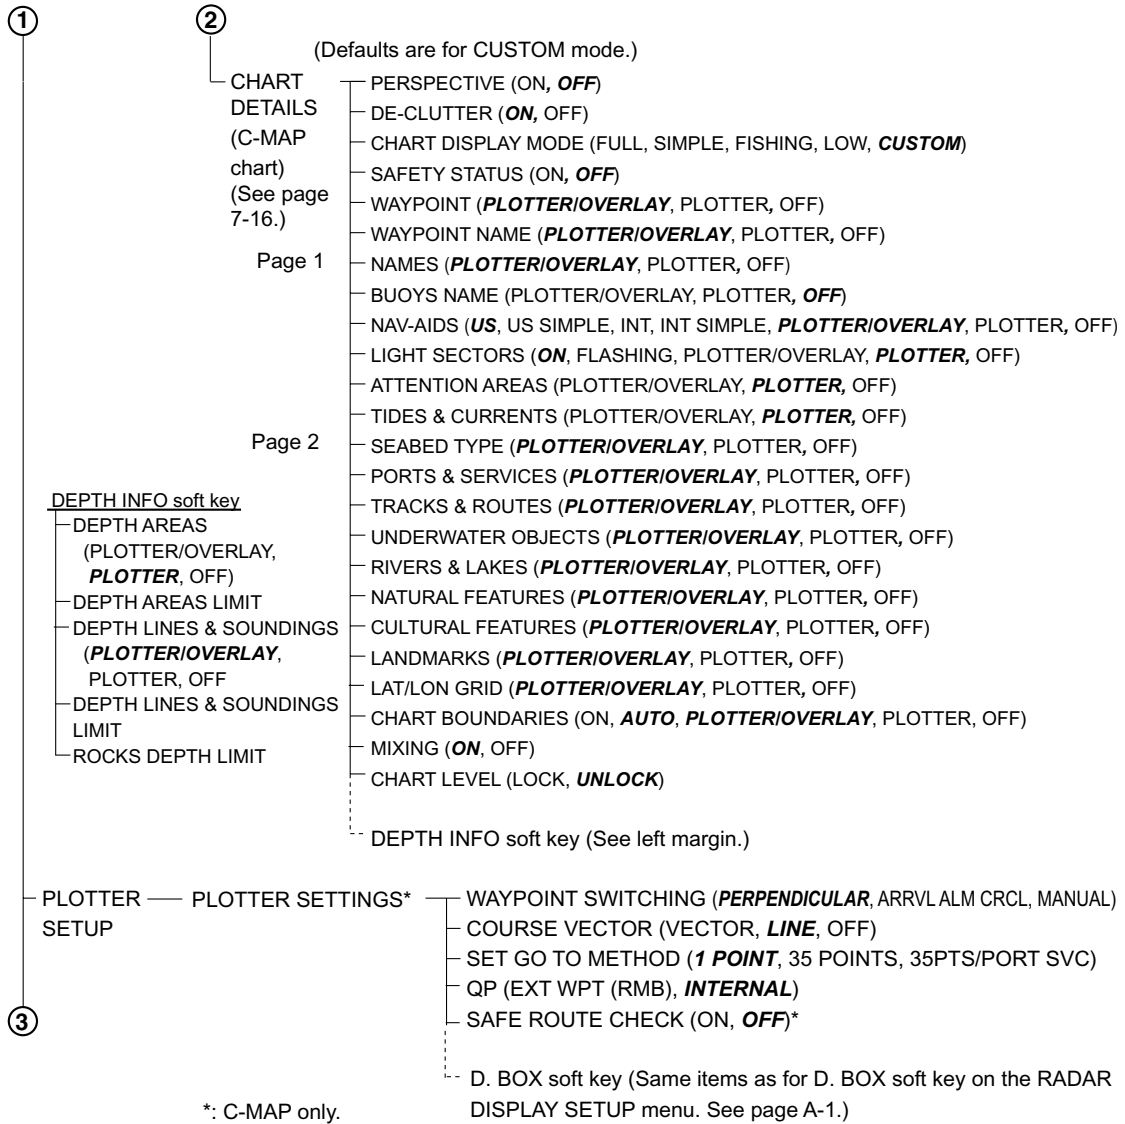 1
2
(Defaults are for CUSTOM mode.)
CHART
DETAILS
(C-MAP
chart)
(See page
7-16.)
Page 1
Page 2
PERSPECTIVE (ON, OFF)
DE-CLUTTER (ON, OFF)
CHART DISPLAY MODE (FULL, SIMPLE, FISHING, LOW, CUSTOM)
SAFETY STATUS (ON, OFF)
WAYPOINT (PLOTTER/OVERLAY, PLOTTER, OFF)
WAYPOINT NAME (PLOTTER/OVERLAY, PLOTTER, OFF)
NAMES (PLOTTER/OVERLAY, PLOTTER, OFF)
BUOYS NAME (PLOTTER/OVERLAY, PLOTTER, OFF)
NAV-AIDS (US, US SIMPLE, INT, INT SIMPLE, PLOTTER/OVERLAY, PLOTTER, OFF)
LIGHT SECTORS (ON, FLASHING, PLOTTER/OVERLAY, PLOTTER, OFF)
ATTENTION AREAS (PLOTTER/OVERLAY, PLOTTER, OFF)
TIDES & CURRENTS (PLOTTER/OVERLAY, PLOTTER, OFF)
SEABED TYPE (PLOTTER/OVERLAY, PLOTTER, OFF)
PORTS & SERVICES (PLOTTER/OVERLAY, PLOTTER, OFF)
TRACKS & ROUTES (PLOTTER/OVERLAY, PLOTTER, OFF)
UNDERWATER OBJECTS (PLOTTER/OVERLAY, PLOTTER, OFF)
RIVERS & LAKES (PLOTTER/OVERLAY, PLOTTER, OFF)
NATURAL FEATURES (PLOTTER/OVERLAY, PLOTTER, OFF)
CULTURAL FEATURES (PLOTTER/OVERLAY, PLOTTER, OFF)
LANDMARKS (PLOTTER/OVERLAY, PLOTTER, OFF)
LAT/LON GRID (PLOTTER/OVERLAY, PLOTTER, OFF)
CHART BOUNDARIES (ON, AUTO, PLOTTER/OVERLAY, PLOTTER, OFF)
MIXING (ON, OFF)
CHART LEVEL (LOCK, UNLOCK)
DEPTH INFO soft key (See left margin.)
DEPTH INFO soft key
DEPTH AREAS
(PLOTTER/OVERLAY,
PLOTTER, OFF)
DEPTH AREAS LIMIT
DEPTH LINES & SOUNDINGS
(PLOTTER/OVERLAY,
PLOTTER, OFF
DEPTH LINES & SOUNDINGS
LIMIT
ROCKS DEPTH LIMIT
PLOTTER
SETUP
PLOTTER SETTINGS*
WAYPOINT SWITCHING (PERPENDICULAR, ARRVL ALM CRCL, MANUAL)
COURSE VECTOR (VECTOR, LINE, OFF)
SET GO TO METHOD (1 POINT, 35 POINTS, 35PTS/PORT SVC)
QP (EXT WPT (RMB), INTERNAL)
SAFE ROUTE CHECK (ON, OFF)*
3
D. BOX soft key (Same items as for D. BOX soft key on the RADAR
DISPLAY SETUP menu. See page A-1.)
*: C-MAP only.